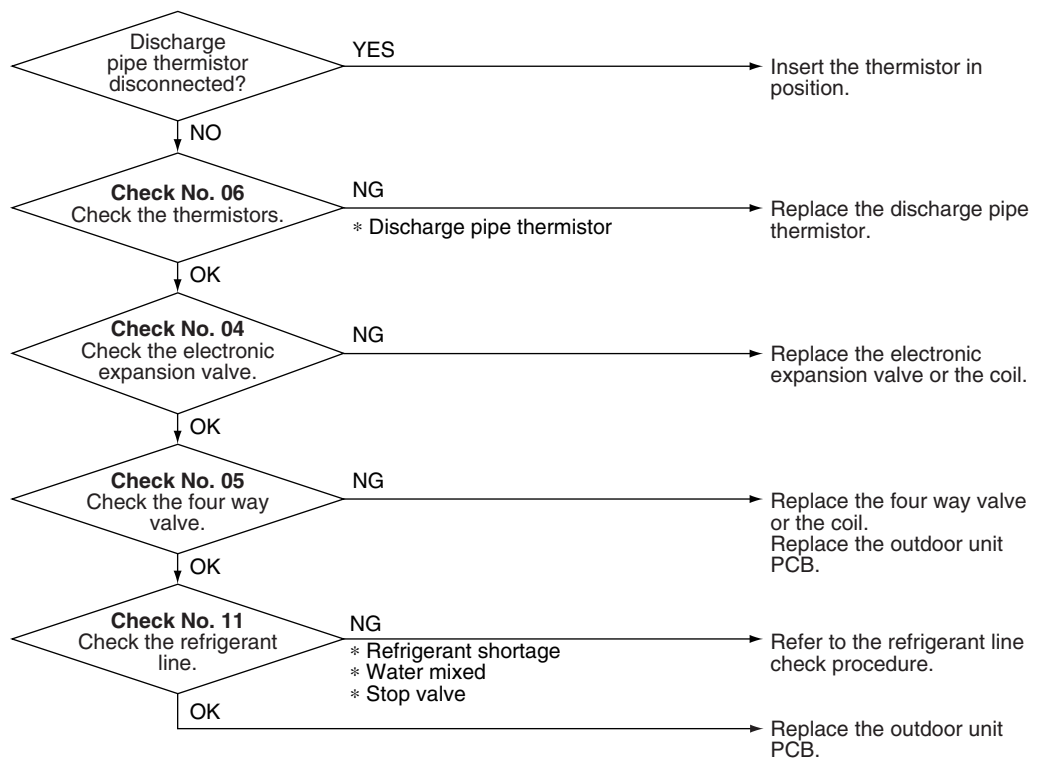 Discharge
pipe thermistor
disconnected?
YES
Insert the thermistor in
position.
NO
Check No. 06
Check the thermistors.
NG
* Discharge pipe thermistor
Replace the discharge pipe
thermistor.
OK
Check No. 04
Check the electronic
expansion valve.
NG
Replace the electronic
expansion valve or the coil.
OK
Check No. 05
Check the four way
valve.
NG
Replace the four way valve
or the coil.
Replace the outdoor unit
PCB.
OK
Check No. 11
Check the refrigerant
line.
NG
* Refrigerant shortage
* Water mixed
* Stop valve
Refer to the refrigerant line
check procedure.
OK
Replace the outdoor unit
PCB.